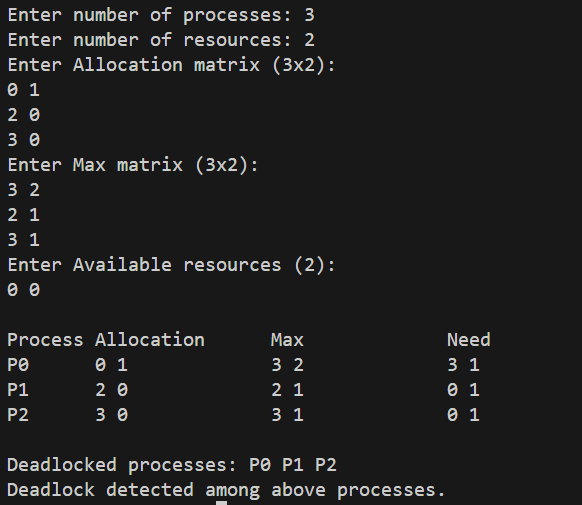 Enter number of processes: 3
Enter number of resources: 2
Enter Allocation matrix (3x2):
0 1
2 0
3 0
Enter Max matrix (3x2):
3 2
2 1
3 1
Enter Available resources (2):
0 0
Process Allocation Max Need
P0 0 1 3 2 3 1
P1 2 0 2 1 0 1
P2 3 0 3 1 0 1
Deadlocked processes: P0 P1 P2
Deadlock detected among above processes.